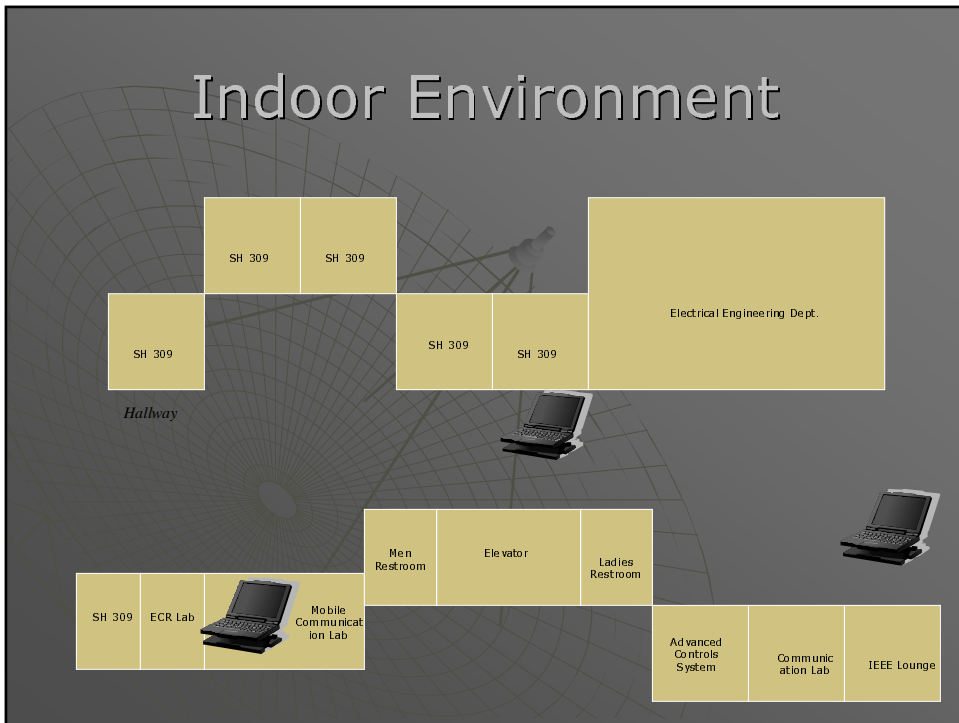 Indoor Environment
SH 309
SH 309
Electrical Engineering Dept.
SH 309
SH 309
SH 309
Hallway
Men
Restroom
Elevator
Ladies
Restroom
SH 309
ECR Lab
Mobile
Communicat
ion Lab
Advanced
Controls
System
Communic
ation Lab
IEEE Lounge